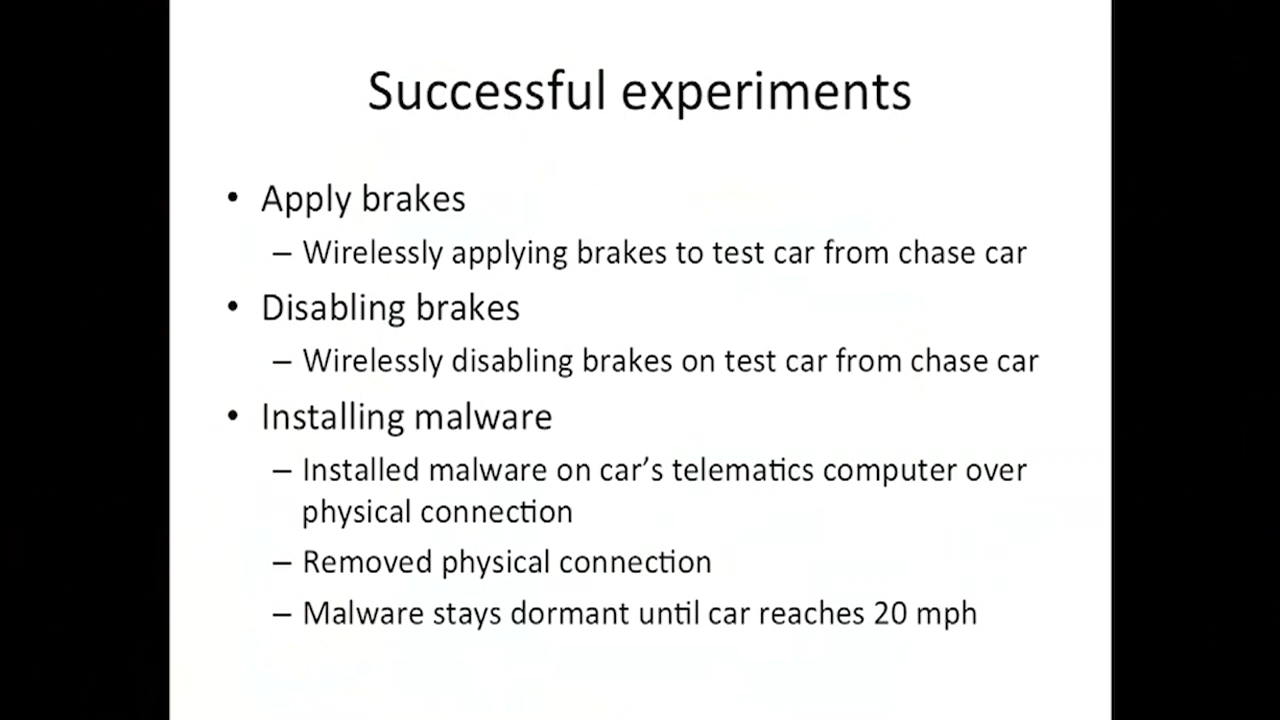 Successful experiments
• Apply brakes
– Wirelessly applying brakes to test car from chase car
• Disabling brakes
– Wirelessly disabling brakes on test car from chase car
• Installing malware
– Installed malware on car’s telematics computer over
physical connection
– Removed physical connection
– Malware stays dormant until car reaches 20 mph